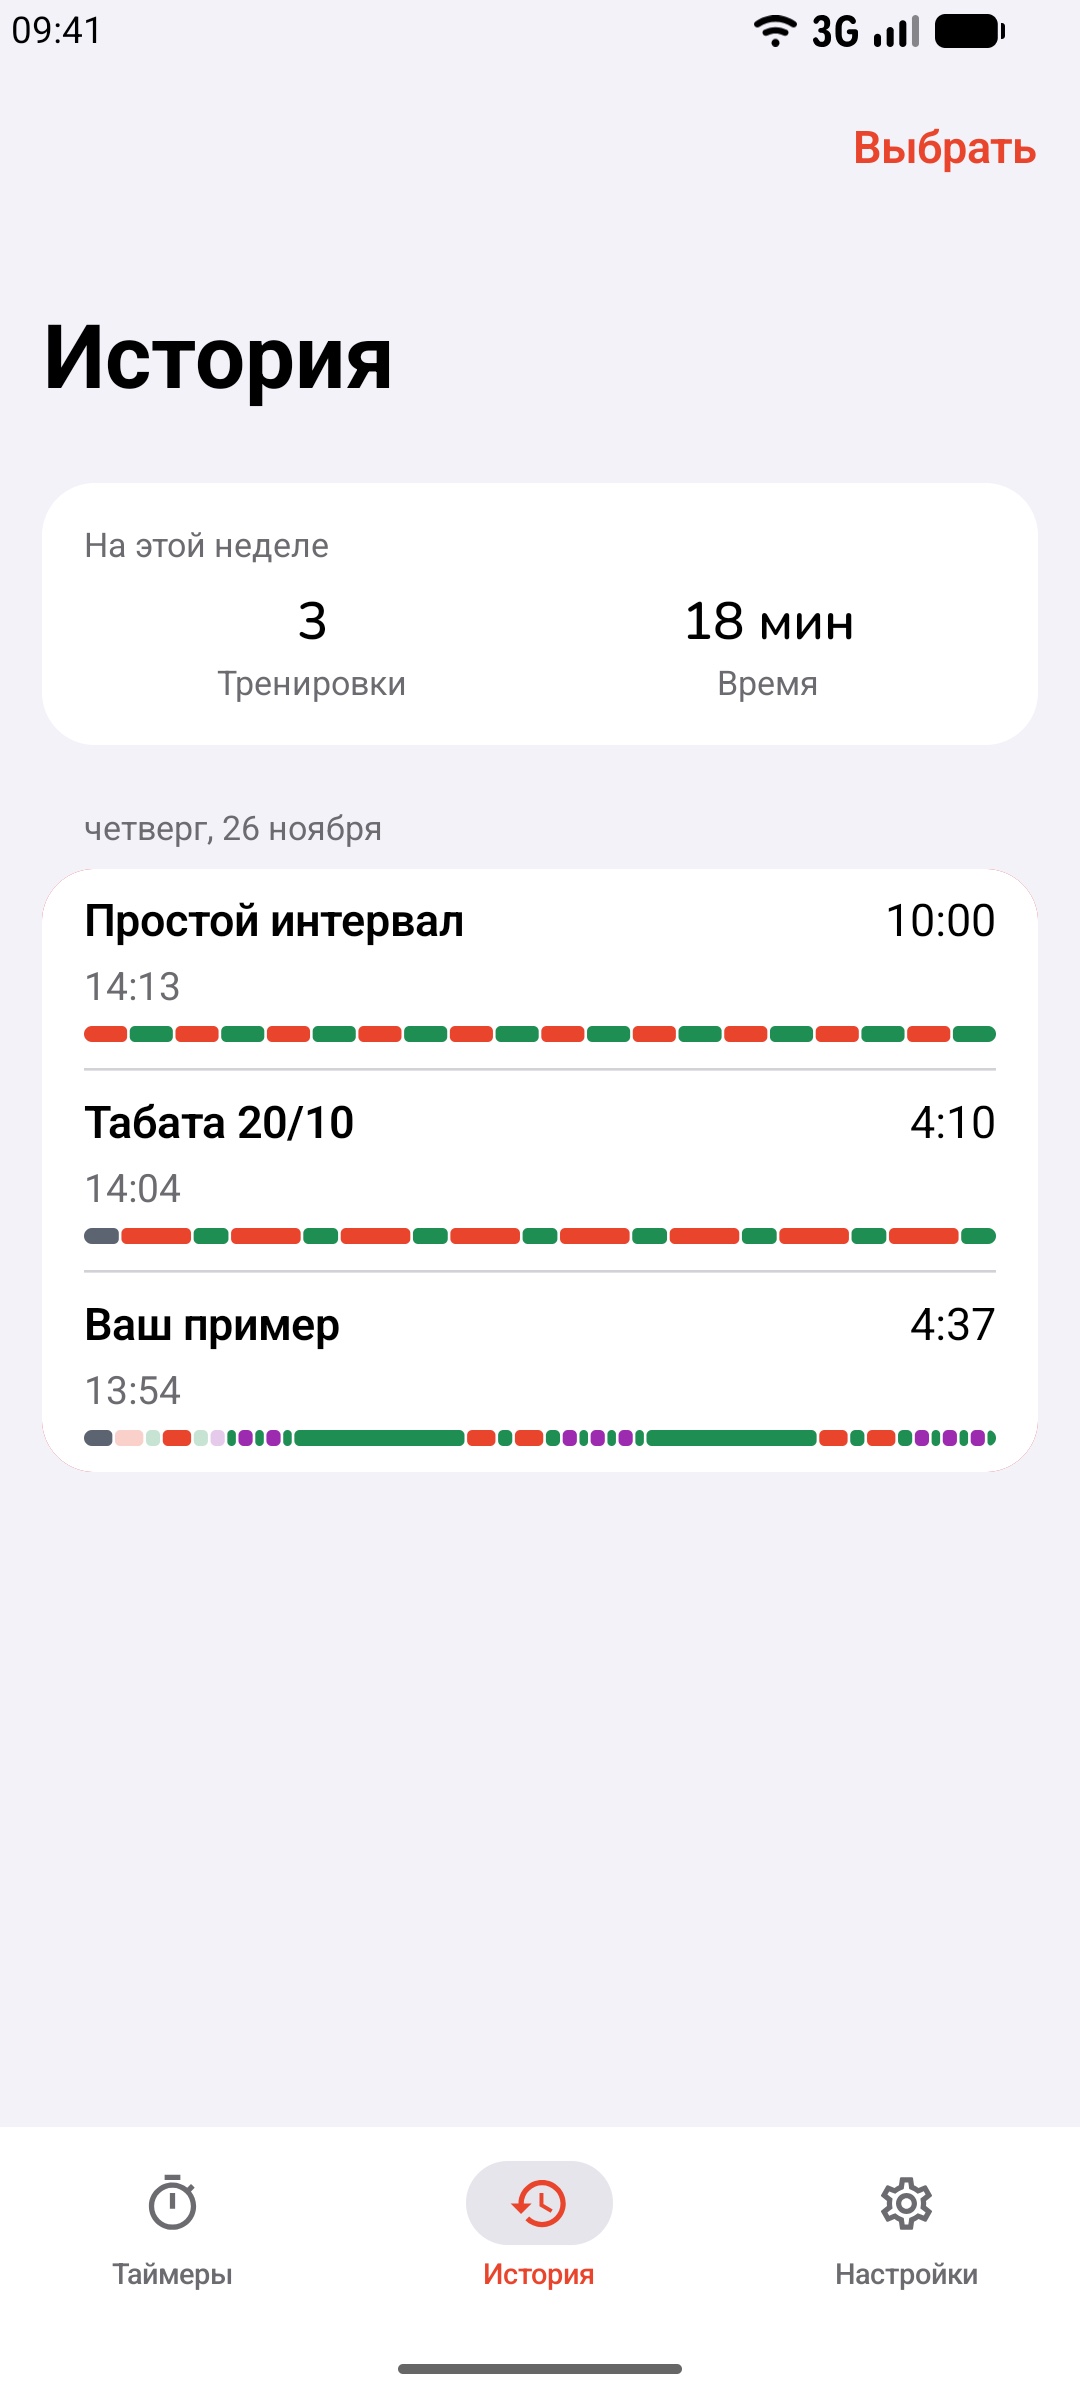 09:41
3G
Выбрать
История
На этой неделе
3
18 мин
Тренировки
Время
четверг, 26 ноября
Простой интервал
10:00
14:13
Табата 20/10
4:10
14:04
Ваш пример
4:37
13:54
Таймеры
История
Настройки